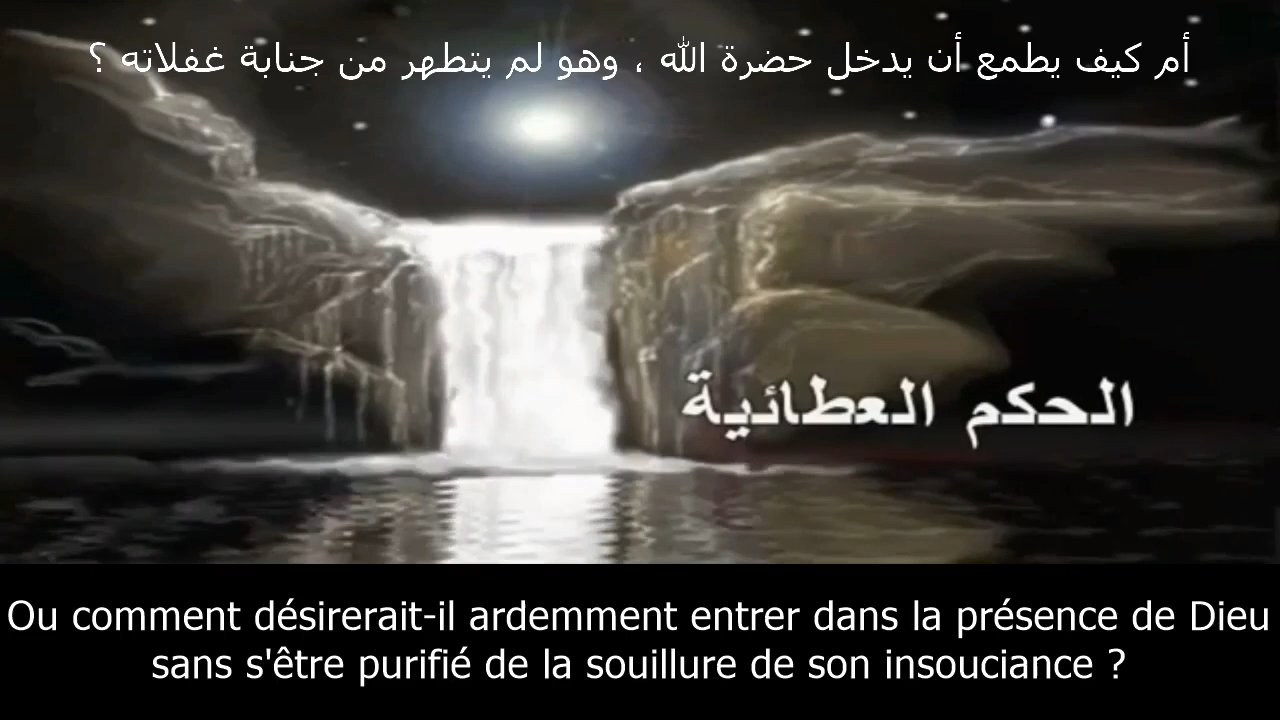 أم كيف يطمع أن يدخل حضرة الله ، وهو لم يتطهر من جنابة غفلاته ؟
الحكم العطائية
Ou comment désirerait-il ardemment entrer dans la présence de Dieu
sans s'être purifié de la souillure de son insouciance ?